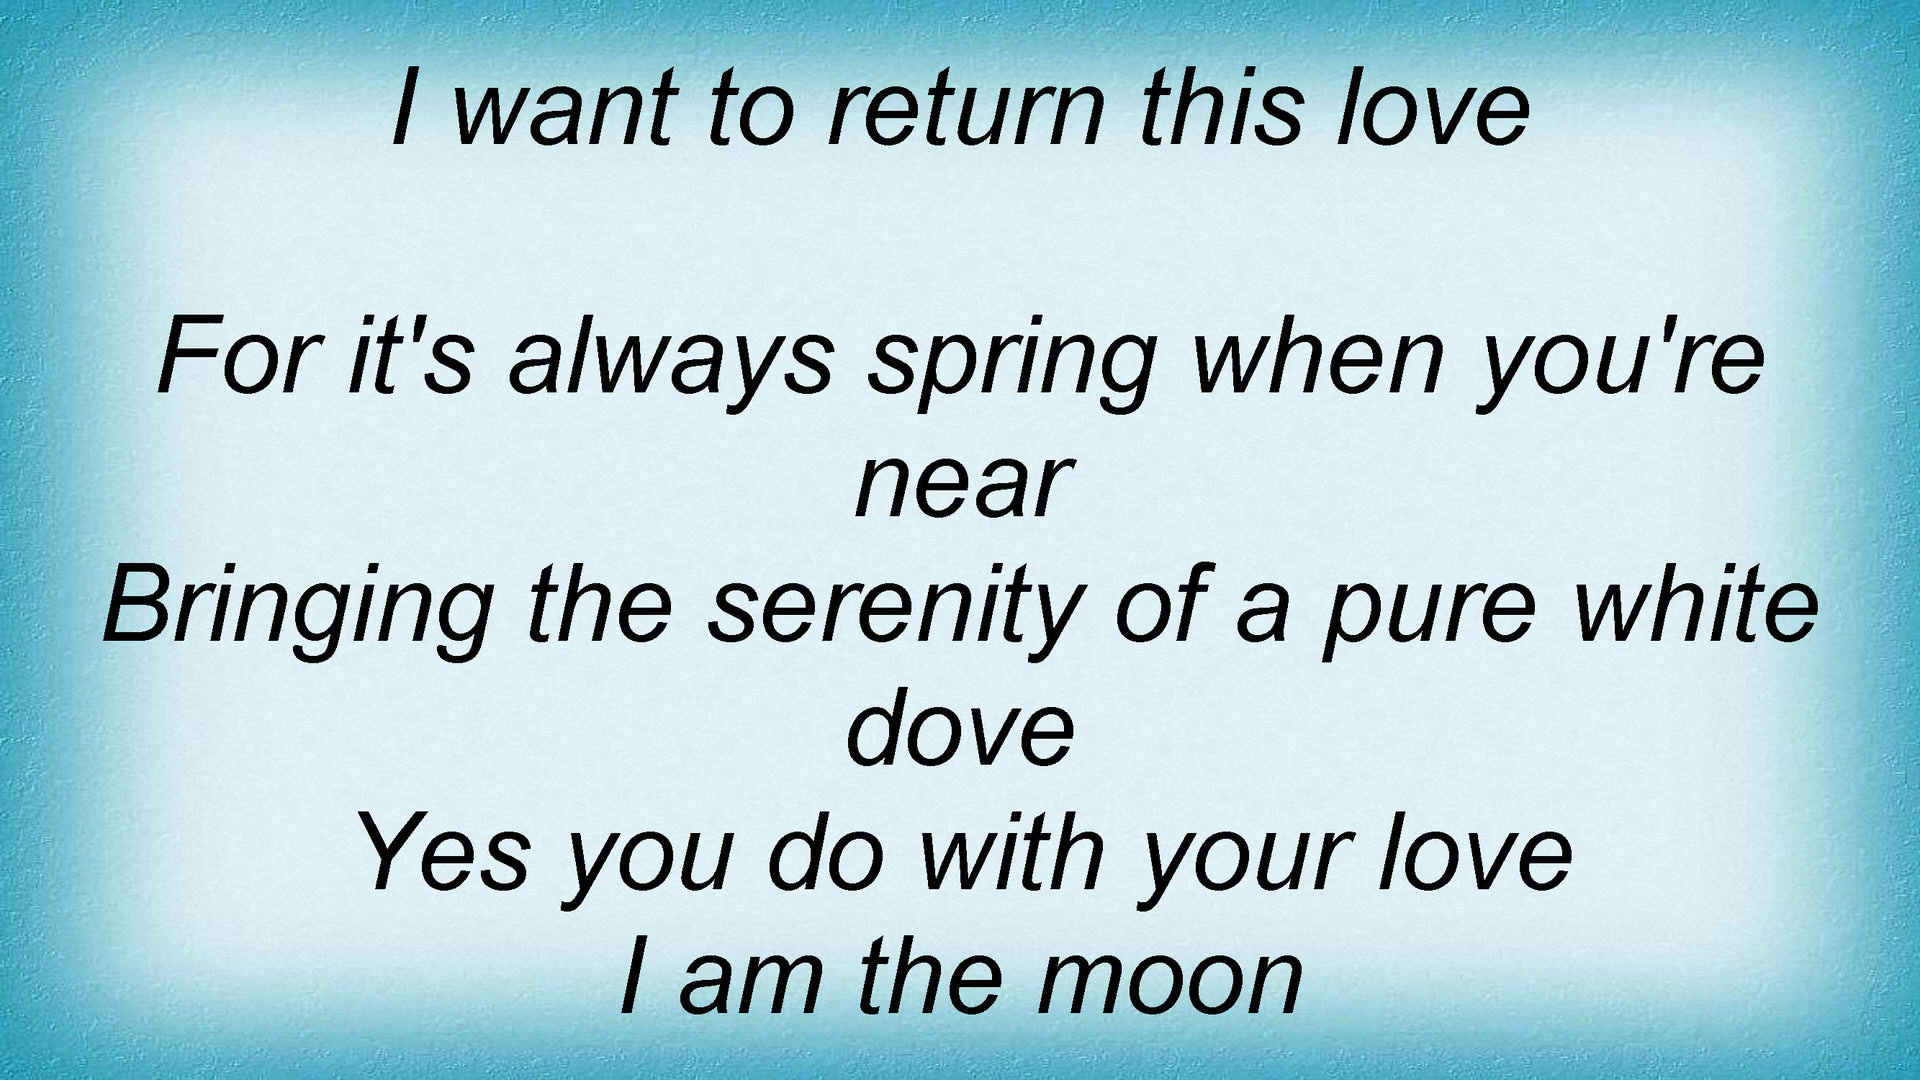 I want to return this love
For it's always spring when you're
near
Bringing the serenity of a pure white
dove
Yes you do with your love
I am the moon